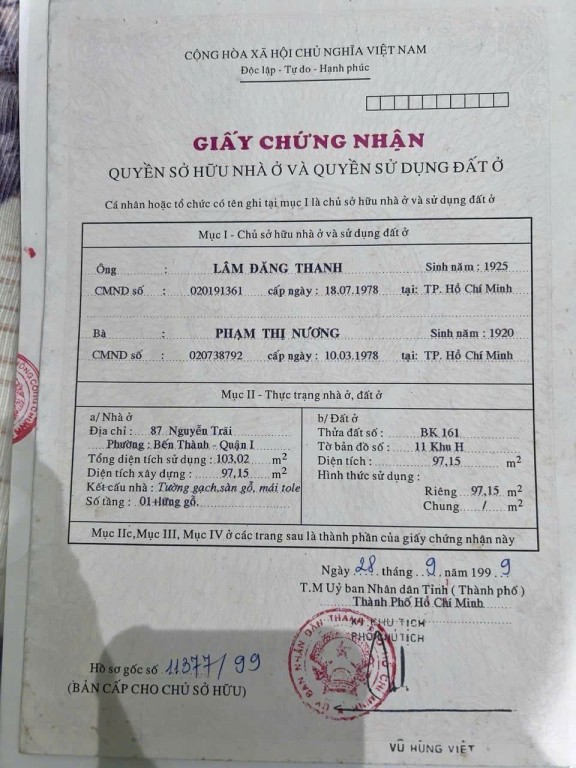 CỘNG HÒA XÃ HỘI CHỦ NGHĨA VIỆT NAM
Độc lập - Tự do - Hạnh phúc
GIẤY CHỨNG NHẬN
QUYỀN SỞ HỮU NHÀ Ở VÀ QUYỀN SỬ DỤNG ĐẤT Ở
Cá nhân hoặc tổ chức có tên ghi tại mục I là chủ sở hữu nhà ở và sử dụng đất ở
Mục I - Chủ sở hữu nhà ở và sử dụng đất ở
Ông : LÂM ĐĂNG THANH Sinh năm : 1925
CMND số : 020191361 cấp ngày : 18.07.1978 tại: TP. Hồ Chí Minh
Bà : PHẠM THỊ NƯƠNG Sinh năm : 1920
CMND số : 020738792 cấp ngày : 10.03.1978 tại: TP. Hồ Chí Minh
Mục II - Thực trạng nhà ở, đất ở
a/ Nhà ở
Địa chỉ : 87 Nguyễn Trãi
Phường : Bến Thành - Quận I
Tổng diện tích sử dụng : 103,02 m2
Diện tích xây dựng : 97,15 m2
Kết cấu nhà : Tường gạch,sàn gỗ, mái tole
Số tầng : 01+lửng gỗ.
b/ Đất ở
Thửa đất số : BK 161
Tờ bản đồ số : 11 Khu H
Diện tích : 97,15 m2
Hình thức sử dụng :
Riêng 97,15 m2
Chung / m2
Mục IIc,Mục III, Mục IV ở các trang sau là thành phần của giấy chứng nhận này
Ngày 28 tháng 9 năm 1999
T.M Uỷ ban Nhân dân Tỉnh ( Thành phố )
Thành Phố Hồ Chí Minh
KT. CHỦ TỊCH
PHÓ CHỦ TỊCH
Hồ sơ gốc số 11377/99
(BẢN CẤP CHO CHỦ SỞ HỮU)
VŨ HÙNG VIỆT